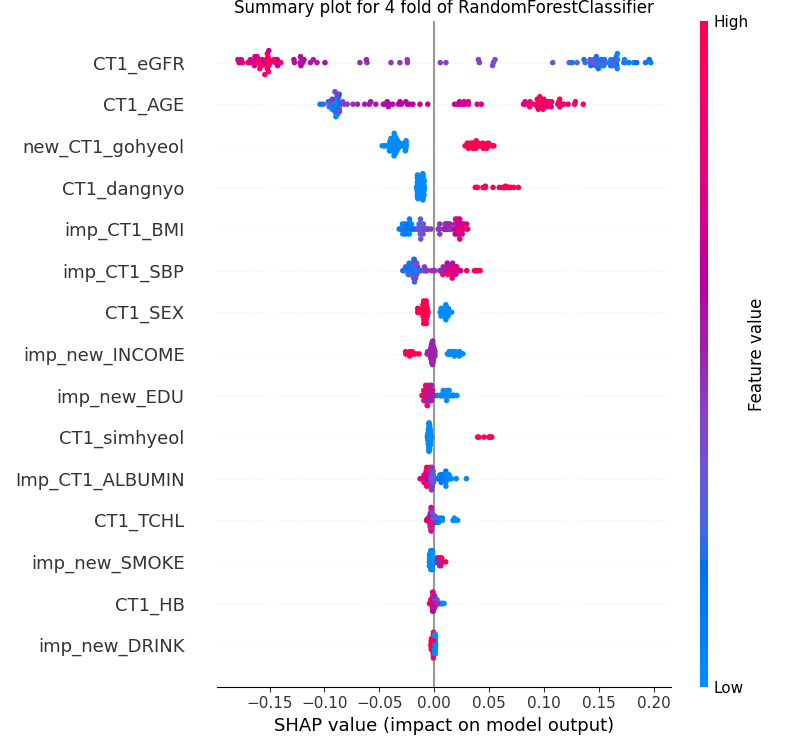 Summary plot for 4 fold of RandomForestClassifier
High
CT1_eGFR
CT1_AGE
new_CT1_gohyeol
CT1_dangnyo
imp_CT1_BMI
imp_CT1_SBP
CT1_SEX
imp_new_INCOME
imp_new_EDU
CT1_simhyeol
Imp_CT1_ALBUMIN
CT1_TCHL
imp_new_SMOKE
CT1_HB
imp_new_DRINK
Feature value
Low
−0.15 −0.10 −0.05 0.00 0.05 0.10 0.15 0.20
SHAP value (impact on model output)